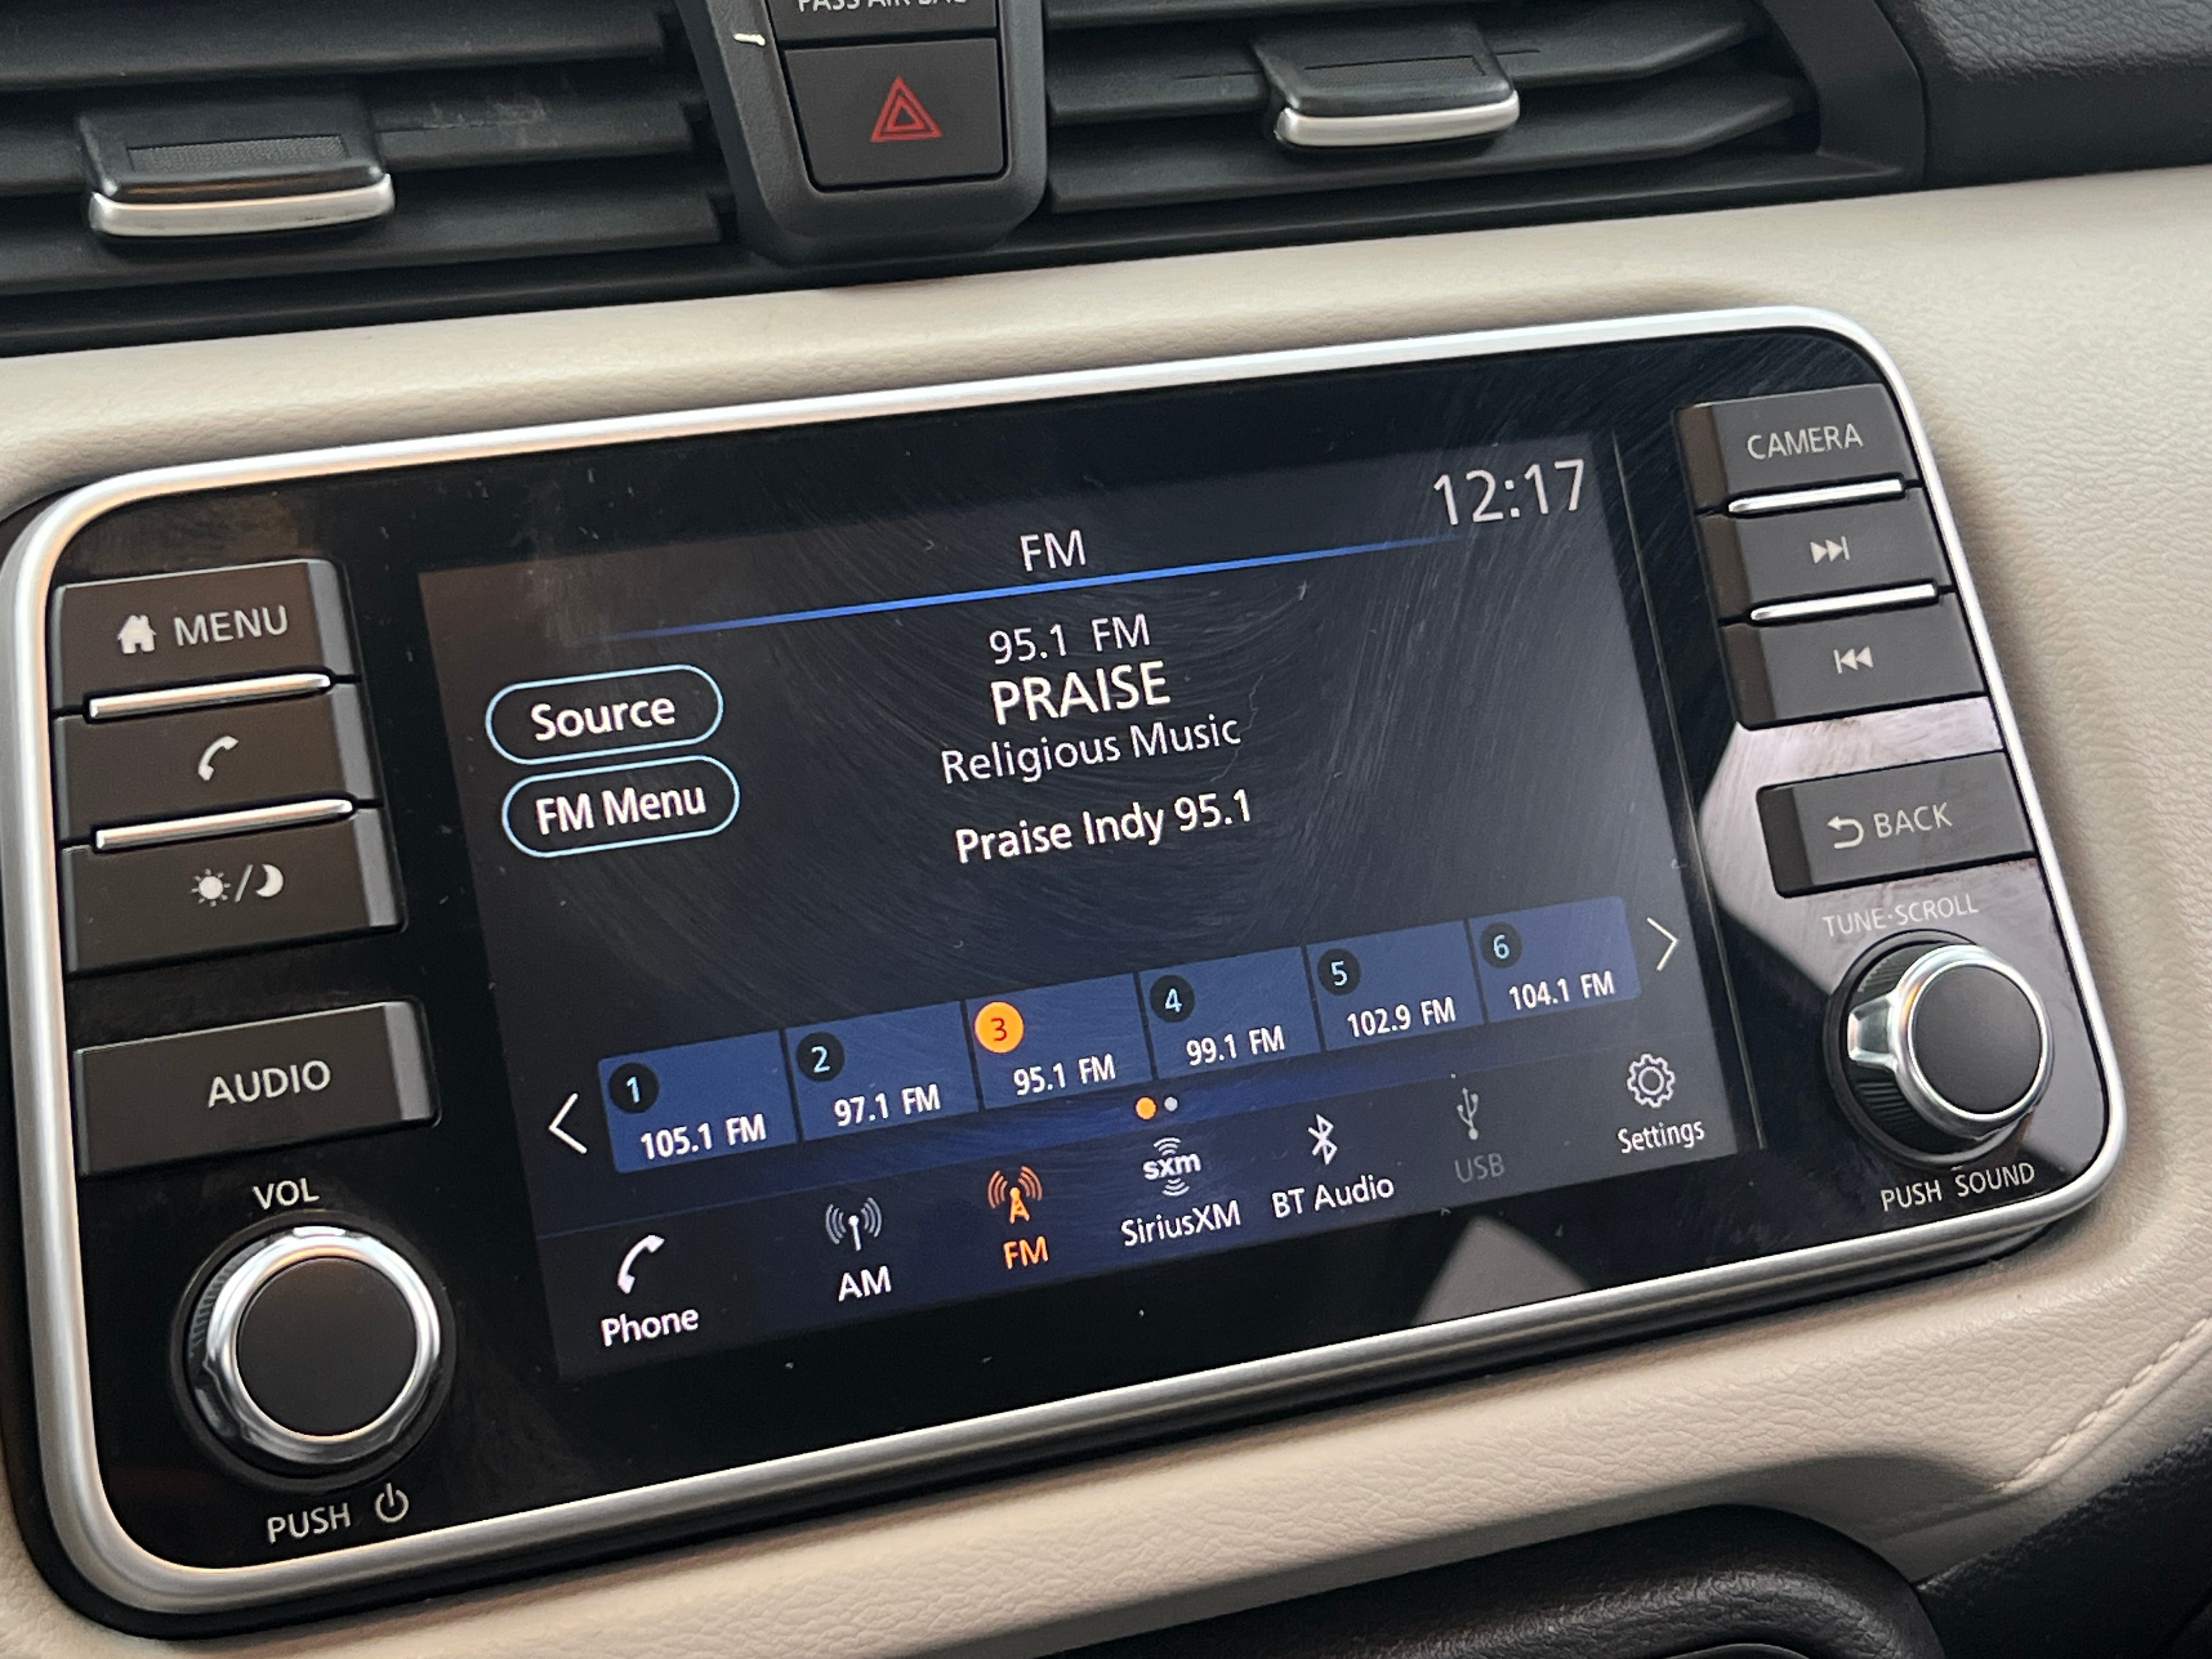 PASS AIR BAG
12:17
FM
95.1 FM
PRAISE
Religious Music
Praise Indy 95.1
Source
FM Menu
1
105.1 FM
2
97.1 FM
3
95.1 FM
4
99.1 FM
5
102.9 FM
6
104.1 FM
Phone
AM
FM
sxm
SiriusXM
BT Audio
USB
Settings
MENU
AUDIO
VOL
PUSH
CAMERA
BACK
TUNE·SCROLL
PUSH SOUND